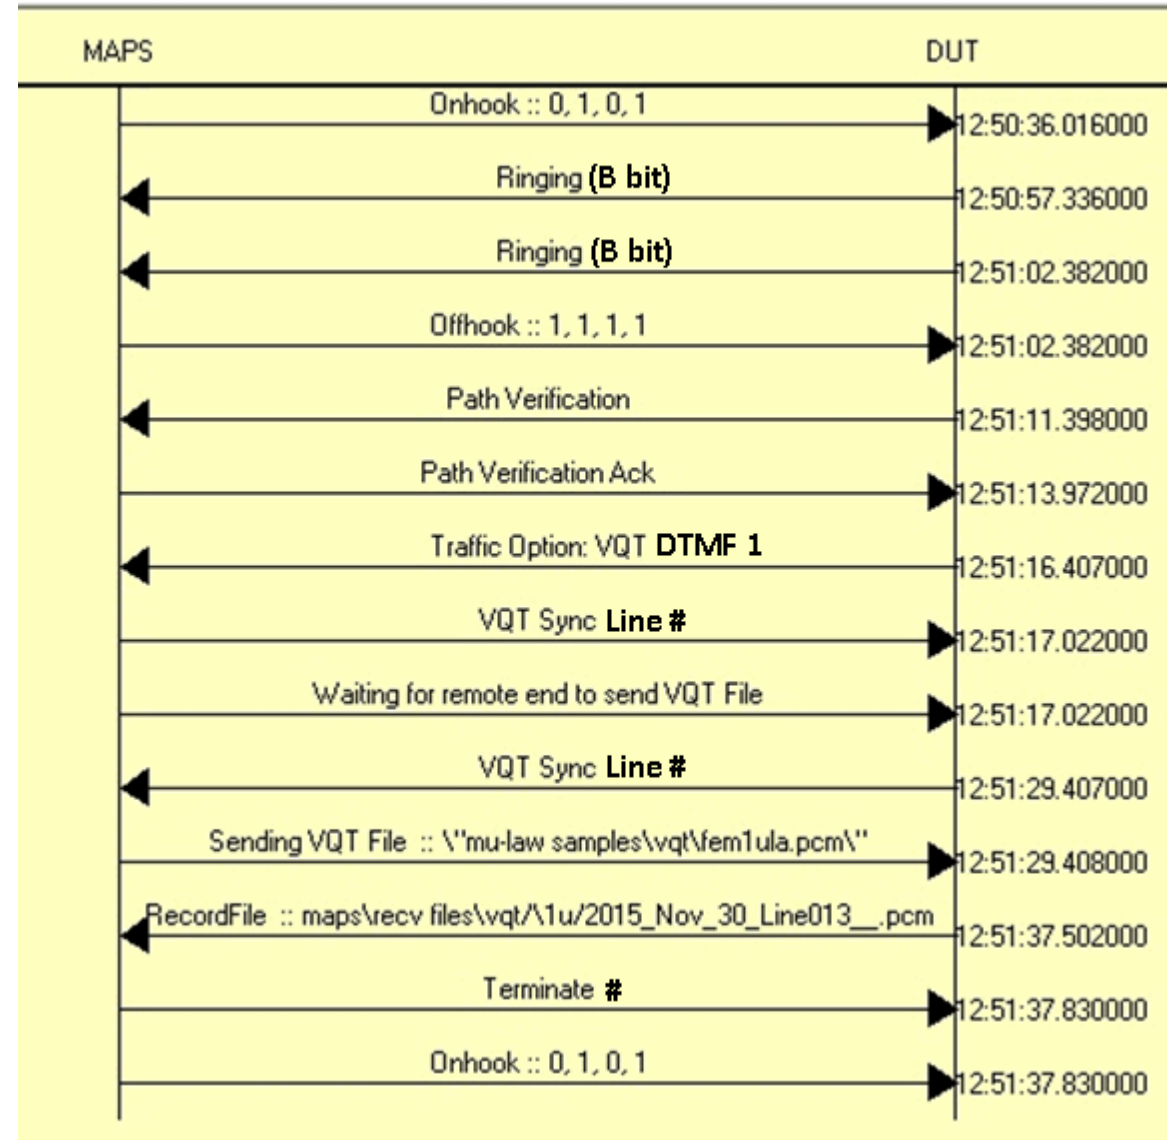 MAPS DUT
Onhook :: 0, 1, 0, 1
12:50:36.016000
Ringing (B bit)
12:50:57.336000
Ringing (B bit)
12:51:02.382000
Offhook :: 1, 1, 1, 1
12:51:02.382000
Path Verification
12:51:11.398000
Path Verification Ack
12:51:13.972000
Traffic Option: VQT DTMF 1
12:51:16.407000
VQT Sync Line #
12:51:17.022000
Waiting for remote end to send VQT File
12:51:17.022000
VQT Sync Line #
12:51:29.407000
Sending VQT File :: \"mu-law samples\vqt\fem1ula.pcm\"
12:51:29.408000
RecordFile :: maps\recv files\vqt/\1u/2015_Nov_30_Line013__.pcm
12:51:37.502000
Terminate #
12:51:37.830000
Onhook :: 0, 1, 0, 1
12:51:37.830000